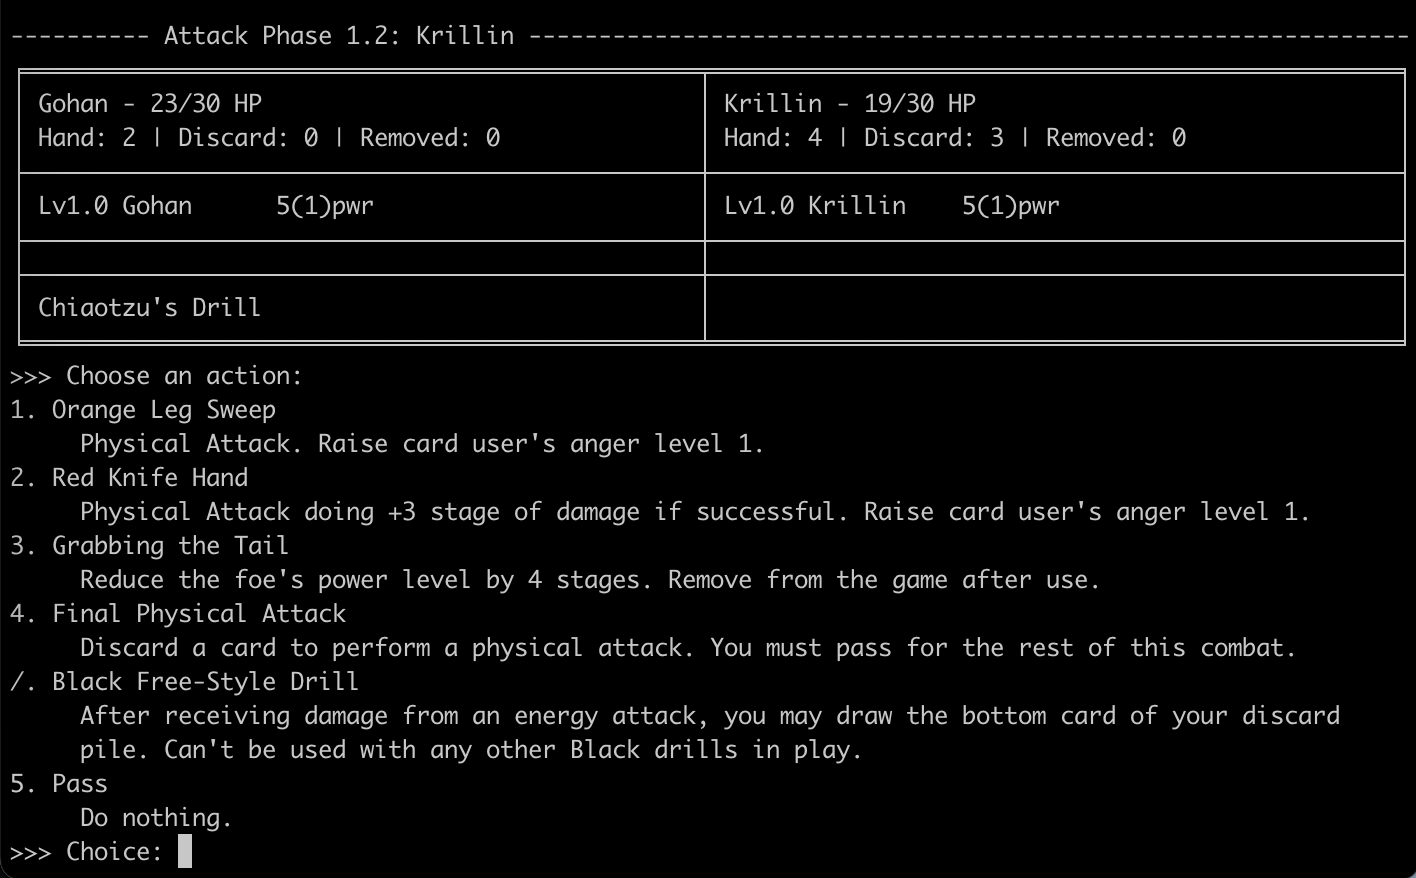 ---------- Attack Phase 1.2: Krillin ---------------------------------------------------------------
Gohan - 23/30 HP
Hand: 2 | Discard: 0 | Removed: 0
Krillin - 19/30 HP
Hand: 4 | Discard: 3 | Removed: 0
Lv1.0 Gohan      5(1)pwr
Lv1.0 Krillin    5(1)pwr
Chiaotzu's Drill
>>> Choose an action:
1. Orange Leg Sweep
     Physical Attack. Raise card user's anger level 1.
2. Red Knife Hand
     Physical Attack doing +3 stage of damage if successful. Raise card user's anger level 1.
3. Grabbing the Tail
     Reduce the foe's power level by 4 stages. Remove from the game after use.
4. Final Physical Attack
     Discard a card to perform a physical attack. You must pass for the rest of this combat.
/. Black Free-Style Drill
     After receiving damage from an energy attack, you may draw the bottom card of your discard
     pile. Can't be used with any other Black drills in play.
5. Pass
     Do nothing.
>>> Choice: